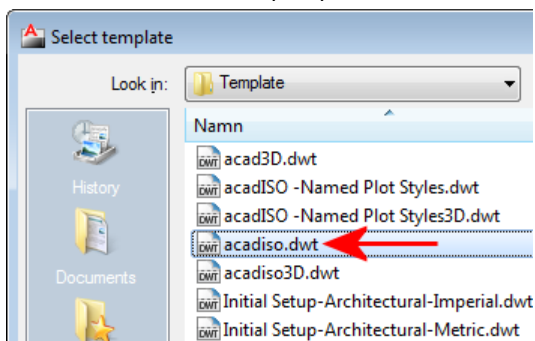 Select template
Look in:
Template
Namn
acad3D.dwt
acadISO -Named Plot Styles.dwt
acadISO -Named Plot Styles3D.dwt
acadiso.dwt
acadiso3D.dwt
Initial Setup-Architectural-Imperial.dwt
Initial Setup-Architectural-Metric.dwt
History
Documents